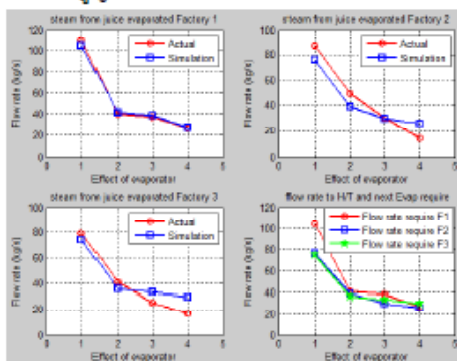 steam from juice evaporated Factory 1
120
100
80
60
40
20
0
0 1 2 3 4 5
Flow rate (kg/s)
Effect of evaporator
Actual
Simulation
steam from juice evaporated Factory 2
100
80
60
40
20
0
0 1 2 3 4 5
Flow rate (kg/s)
Effect of evaporator
Actual
Simulation
steam from juice evaporated Factory 3
100
80
60
40
20
0
0 1 2 3 4 5
Flow rate (kg/s)
Effect of evaporator
Actual
Simulation
flow rate to H/T and next Evap require
120
100
80
60
40
20
0
0 1 2 3 4 5
Flow rate (kg/s)
Effect of evaporator
Flow rate require F1
Flow rate require F2
Flow rate require F3